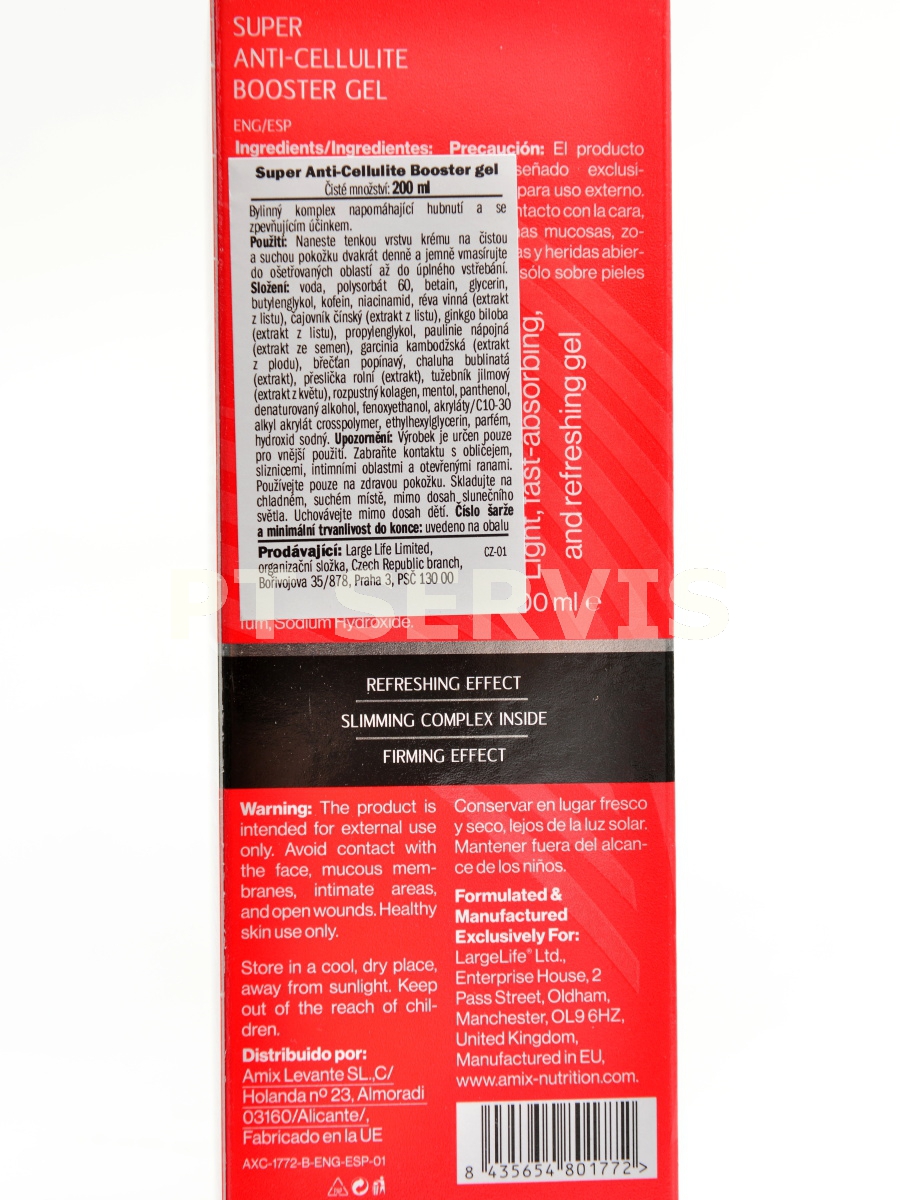 SUPER
ANTI-CELLULITE
BOOSTER GEL
ENG/ESP
Ingredients/Ingredientes:
Super Anti-Cellulite Booster gel
Čisté množství: 200 ml
Bylinný komplex napomáhající hubnutí a se
zpevňujícím účinkem.
Použití: Naneste tenkou vrstvu krému na čistou
a suchou pokožku dvakrát denně a jemně vmasírujte
do ošetřovaných oblastí až do úplného vstřebání.
Složení: voda, polysorbát 60, betain, glycerin,
butylenglykol, kofein, niacinamid, réva vinná (extrakt
z listu), čajovník čínský (extrakt z listu), ginkgo biloba
(extrakt z listu), propylenglykol, paulinie nápojná
(extrakt ze semen), garcinia kambodžská (extrakt
z plodu), břečťan popínavý, chaluha bublinatá
(extrakt), přeslička rolní (extrakt), tužebník jilmový
(extrakt z květu), rozpustný kolagen, mentol, panthenol,
denaturovaný alkohol, fenoxyethanol, akryláty/C10-30
alkyl akrylát crosspolymer, ethylhexylglycerin, parfém,
hydroxid sodný. Upozornění: Výrobek je určen pouze
pro vnější použití. Zabraňte kontaktu s obličejem,
sliznicemi, intimními oblastmi a otevřenými ranami.
Používejte pouze na zdravou pokožku. Skladujte na
chladném, suchém místě, mimo dosah slunečního
světla. Uchovávejte mimo dosah dětí. Číslo šarže
a minimální trvanlivost do konce: uvedeno na obalu
Prodávající: Large Life Limited,
organizační složka, Czech Republic branch,
Bořivojova 35/878, Praha 3, PSČ 130 00
CZ-01
Sodium Hydroxide.
Precaución: El producto
señado exclusi-
para uso externo.
ntacto con la cara,
as mucosas, zo-
as y heridas abier-
sólo sobre pieles
Light, fast-absorbing,
and refreshing gel
00 ml ℮
PT SERVIS
REFRESHING EFFECT
SLIMMING COMPLEX INSIDE
FIRMING EFFECT
Warning: The product is
intended for external use
only. Avoid contact with
the face, mucous mem-
branes, intimate areas,
and open wounds. Healthy
skin use only.
Store in a cool, dry place,
away from sunlight. Keep
out of the reach of chil-
dren.
Distribuido por:
Amix Levante SL.,C/
Holanda nº 23, Almoradi
03160/Alicante/,
Fabricado en la UE
AXC-1772-B-ENG-ESP-01
Conservar en lugar fresco
y seco, lejos de la luz solar.
Mantener fuera del alcan-
ce de los niños.
Formulated &
Manufactured
Exclusively For:
LargeLife® Ltd.,
Enterprise House, 2
Pass Street, Oldham,
Manchester, OL9 6HZ,
United Kingdom,
Manufactured in EU,
www.amix-nutrition.com.
8 435654 801772 >